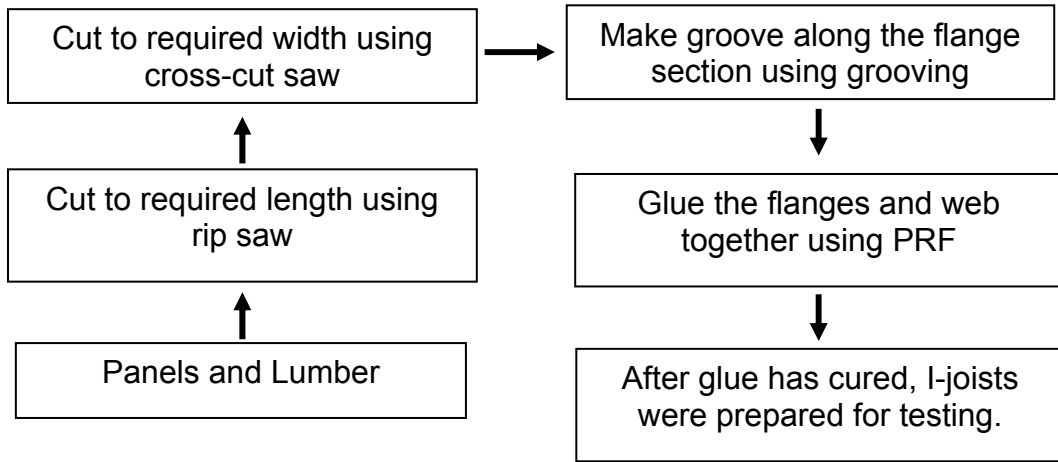 Cut to required width using
cross-cut saw
Make groove along the flange
section using grooving
Cut to required length using
rip saw
Glue the flanges and web
together using PRF
Panels and Lumber
After glue has cured, I-joists
were prepared for testing.